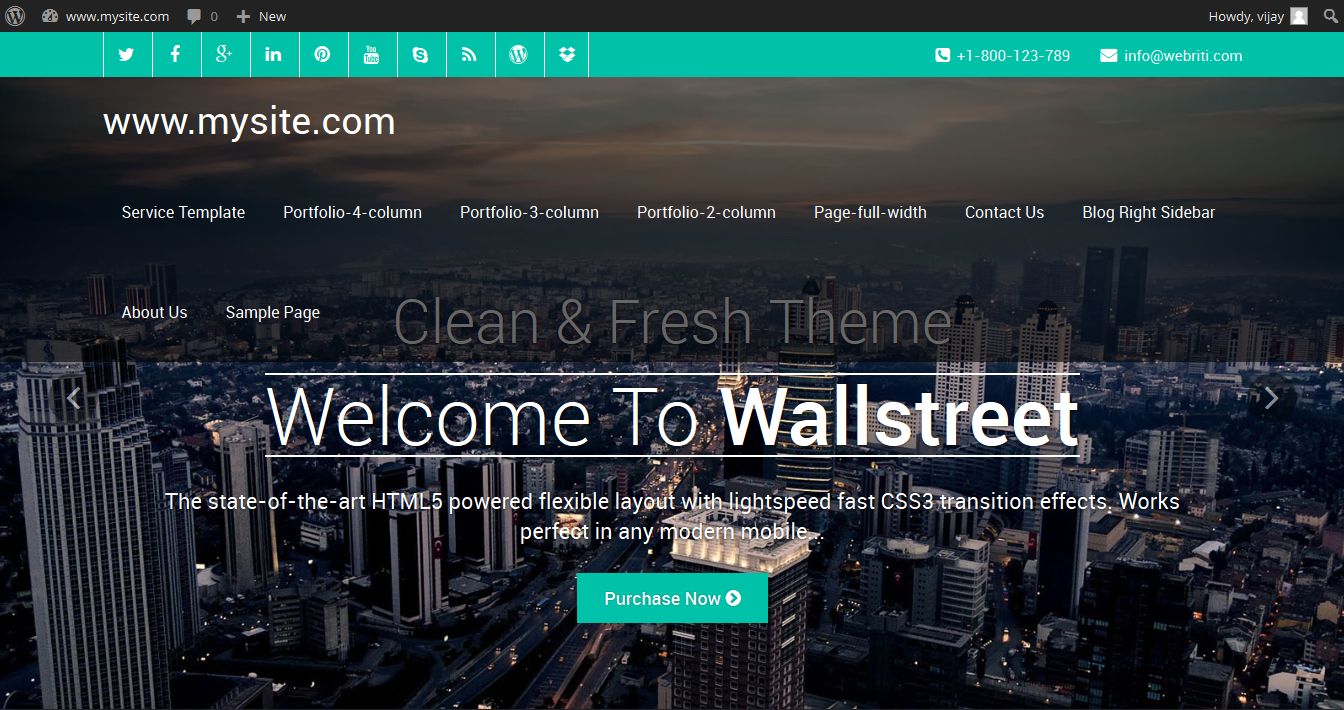 www.mysite.com 0 New Howdy, vijay
You Tube +1-800-123-789 info@webriti.com
www.mysite.com
Service Template Portfolio-4-column Portfolio-3-column Portfolio-2-column Page-full-width Contact Us Blog Right Sidebar
About Us Sample Page
Clean & Fresh Theme
Welcome To Wallstreet
The state-of-the-art HTML5 powered flexible layout with lightspeed fast CSS3 transition effects. Works
perfect in any modern mobile...
Purchase Now